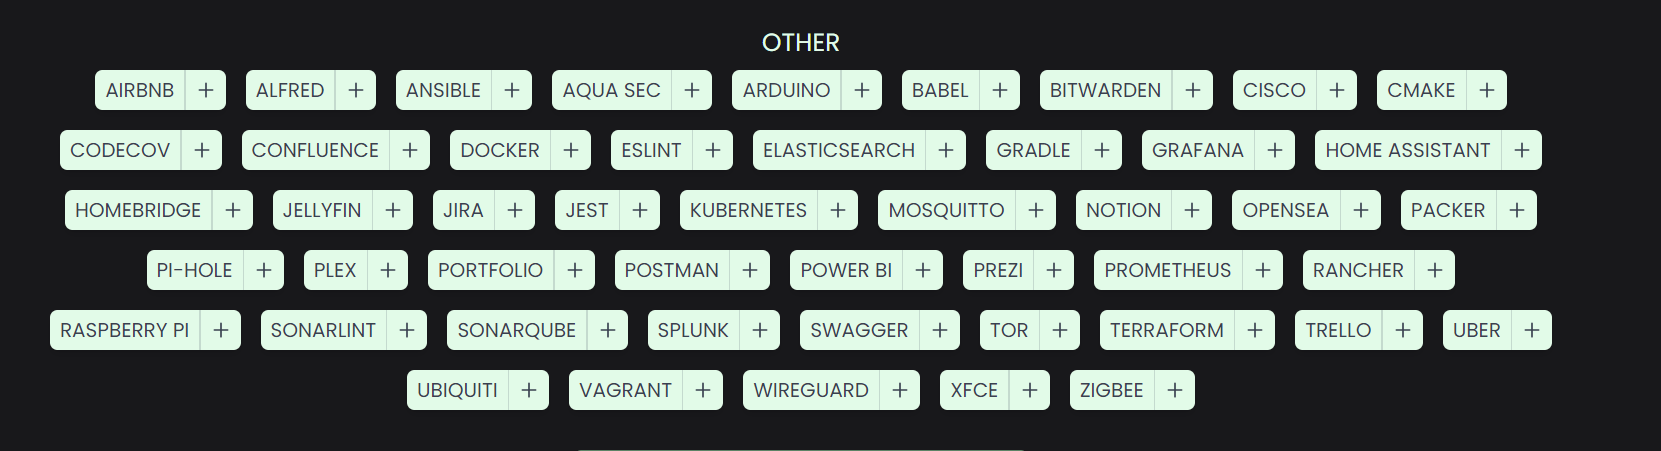 OTHER
AIRBNB + ALFRED + ANSIBLE + AQUA SEC + ARDUINO + BABEL + BITWARDEN + CISCO + CMAKE +
CODECOV + CONFLUENCE + DOCKER + ESLINT + ELASTICSEARCH + GRADLE + GRAFANA + HOME ASSISTANT +
HOMEBRIDGE + JELLYFIN + JIRA + JEST + KUBERNETES + MOSQUITTO + NOTION + OPENSEA + PACKER +
PI-HOLE + PLEX + PORTFOLIO + POSTMAN + POWER BI + PREZI + PROMETHEUS + RANCHER +
RASPBERRY PI + SONARLINT + SONARQUBE + SPLUNK + SWAGGER + TOR + TERRAFORM + TRELLO + UBER +
UBIQUITI + VAGRANT + WIREGUARD + XFCE + ZIGBEE +